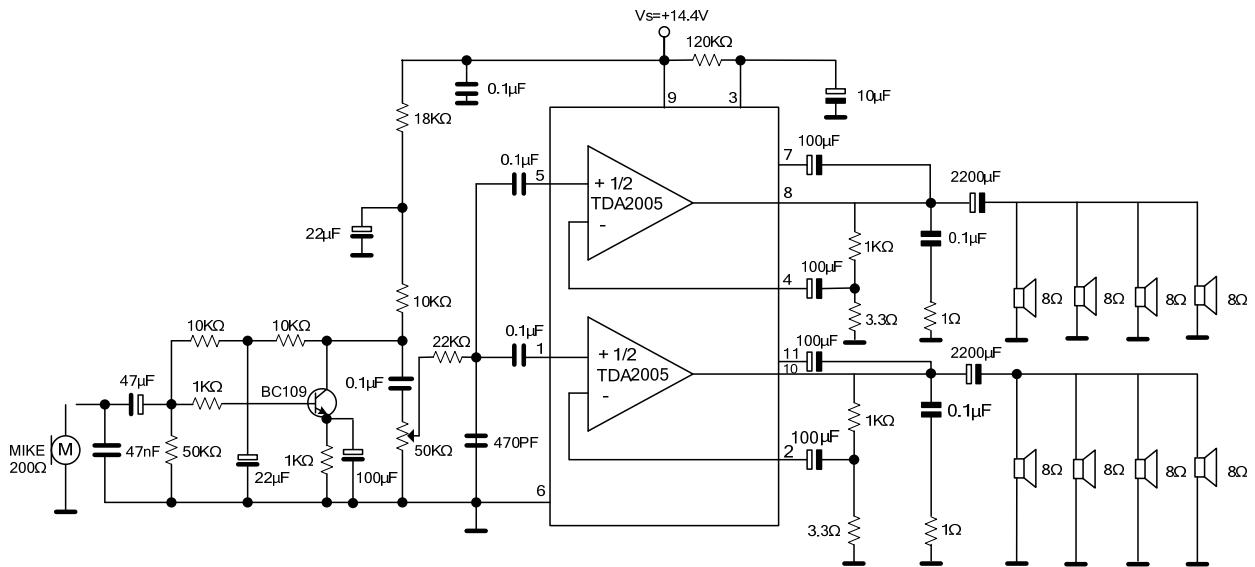 Vs=+14.4V
120KΩ
0.1µF
9
3
10µF
18KΩ
100µF
7
0.1µF
5
+ 1/2
TDA2005
-
8
2200µF
22µF
1KΩ
0.1µF
100µF
4
8Ω
8Ω
8Ω
8Ω
10KΩ
3.3Ω
1Ω
10KΩ
10KΩ
22KΩ
0.1µF
1
+ 1/2
TDA2005
-
100µF
11
10
2200µF
47µF
1KΩ
BC109
0.1µF
1KΩ
0.1µF
MIKE
200Ω
M
47nF
50KΩ
22µF
1KΩ
100µF
50KΩ
470PF
100µF
2
8Ω
8Ω
8Ω
8Ω
6
3.3Ω
1Ω